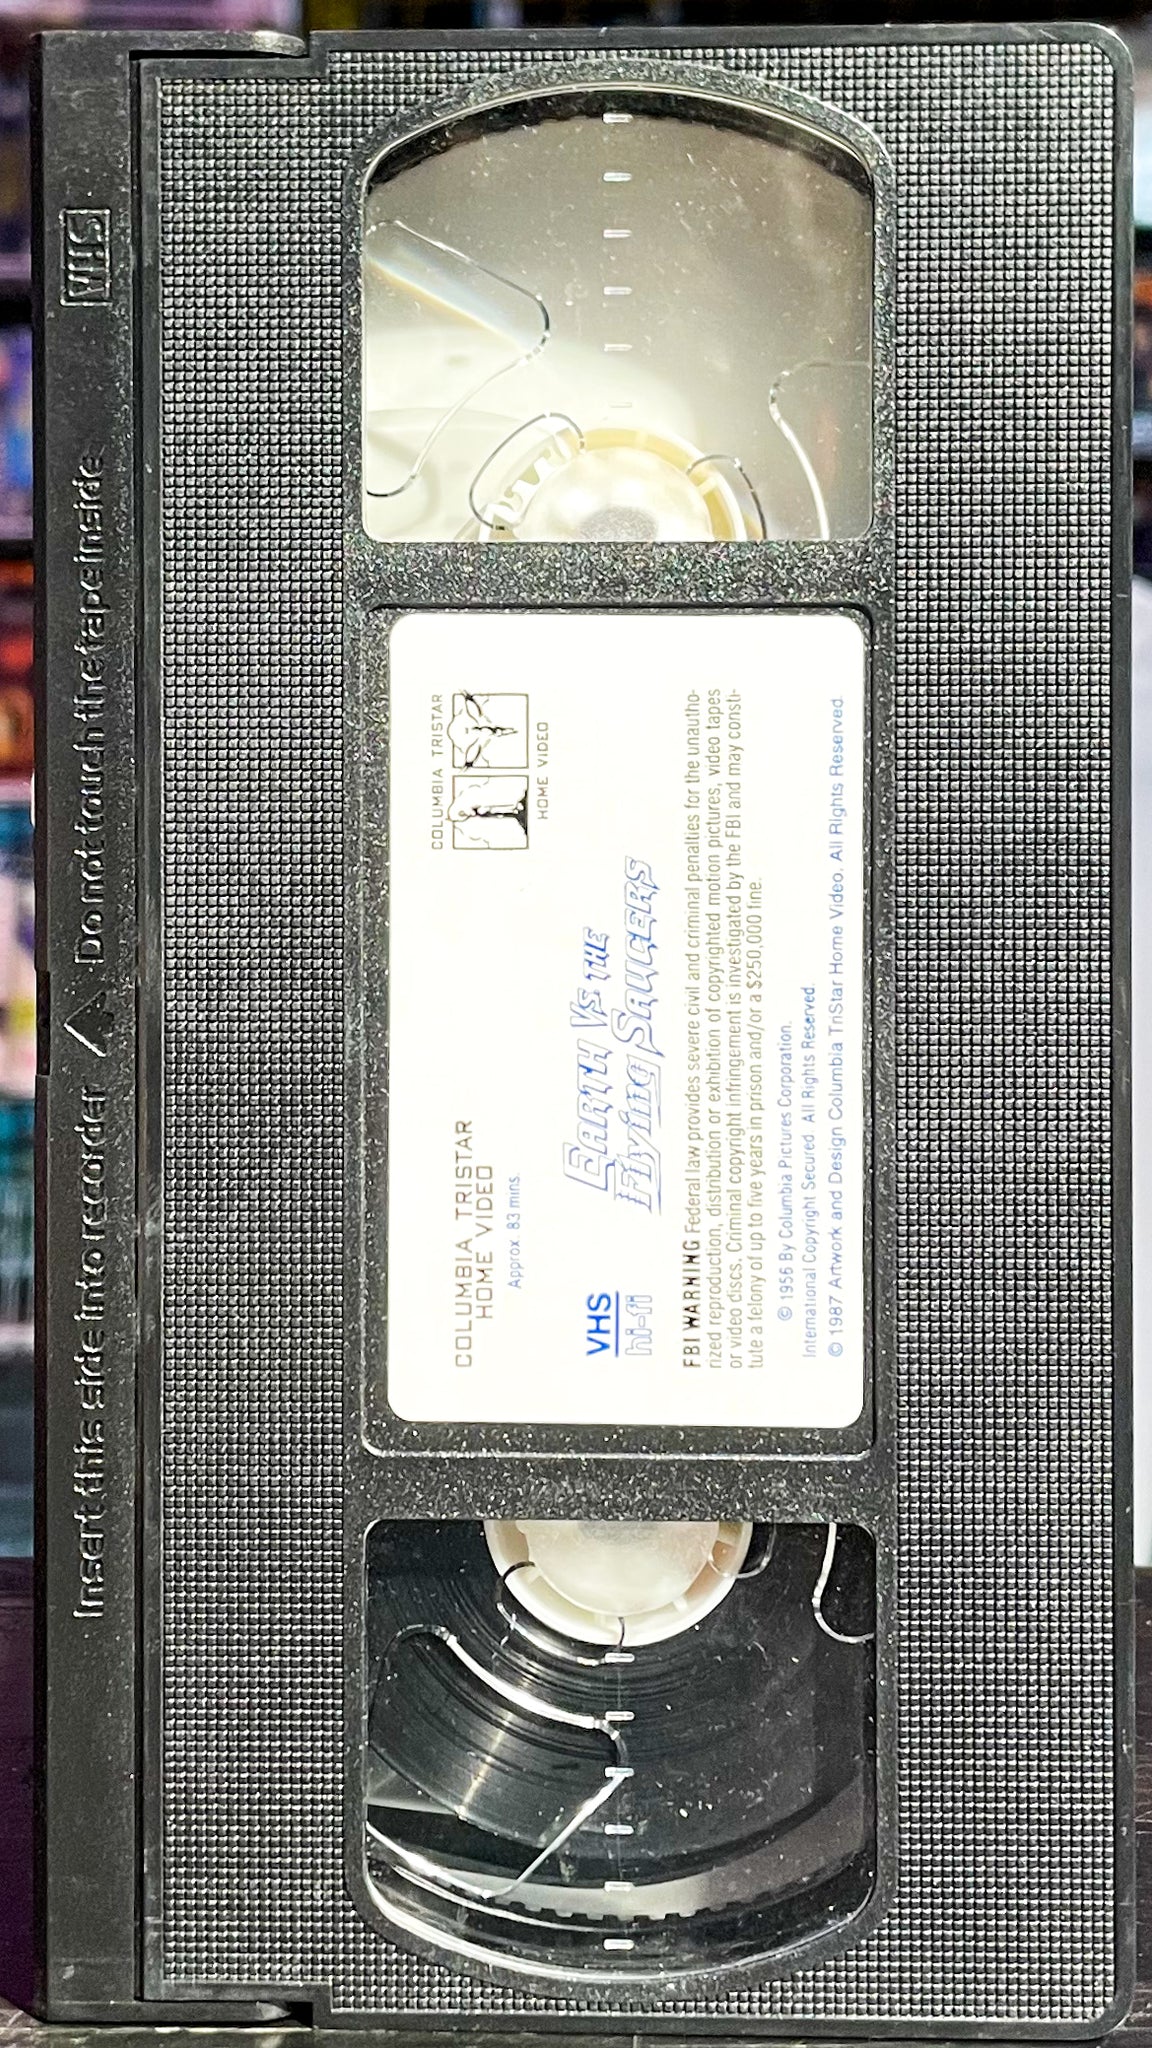 VHS
Insert this side into recorder △ Do not touch the tape inside
COLUMBIA TRISTAR
HOME VIDEO
Approx. 83 mins.
COLUMBIA TRISTAR
HOME VIDEO
VHS
hi-fi
EARTH VS THE
Flying SAUCERS
FBI WARNING Federal law provides severe civil and criminal penalties for the unautho-
rized reproduction, distribution or exhibition of copyrighted motion pictures, video tapes
or video discs. Criminal copyright infringement is investigated by the FBI and may consti-
tute a felony of up to five years in prison and/or a $250,000 fine.
© 1956 By Columbia Pictures Corporation.
International Copyright Secured. All Rights Reserved.
© 1987 Artwork and Design Columbia TriStar Home Video. All Rights Reserved.